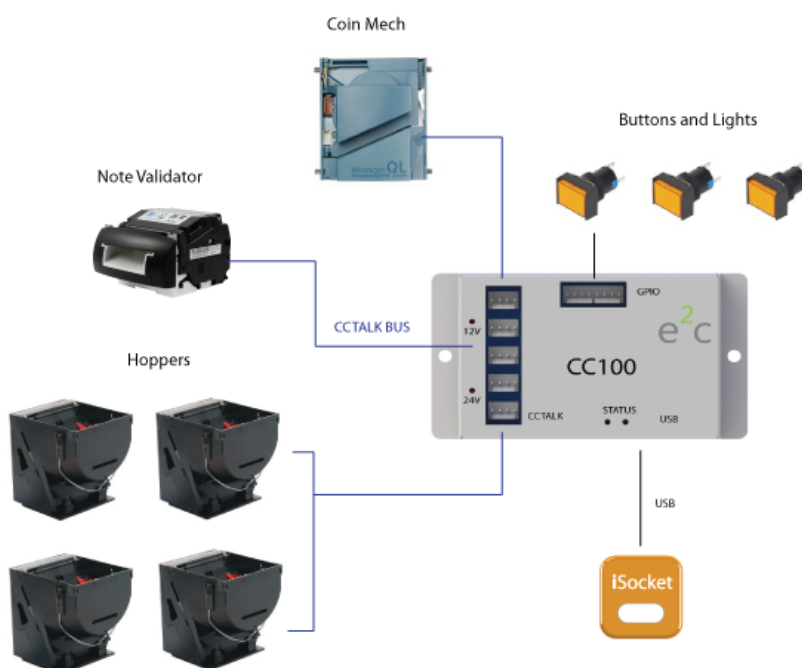 Coin Mech
Buttons and Lights
Note Validator
QL
GPIO
e2c
12V
CCTALK BUS
CC100
Hoppers
24V
CCTALK
STATUS
USB
USB
iSocket